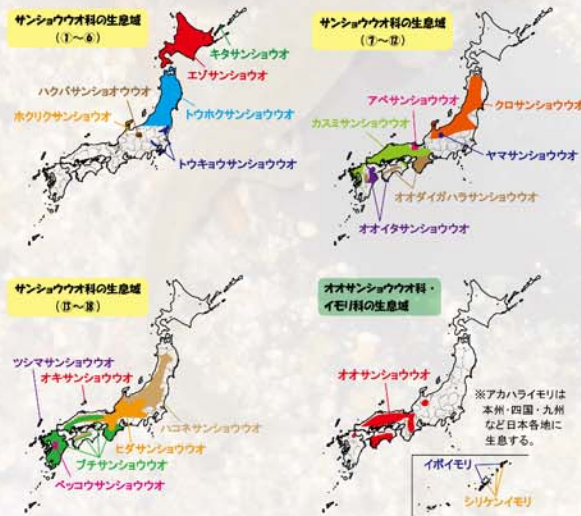 サンショウウオ科の生息域
(①～⑥)
キタサンショウウオ
エゾサンショウウオ
ハクバサンショオウウオ
ホクリクサンショウウオ
トウホクサンショウウオ
トウキョウサンショウウオ
サンショウウオ科の生息域
(⑦～⑫)
アベサンショウウオ
クロサンショウウオ
カスミサンショウウオ
ヤマサンショウウオ
オオダイガハラサンショウウオ
オオイタサンショウウオ
サンショウウオ科の生息域
(⑬～⑱)
ツシマサンショウウオ
オキサンショウウオ
ハコネサンショウウオ
ヒダサンショウウオ
ブチサンショウウオ
ベッコウサンショウウオ
オオサンショウウオ科・
イモリ科の生息域
オオサンショウウオ
※アカハライモリは
本州・四国・九州
など日本各地に
生息する。
イボイモリ
シリケンイモリ